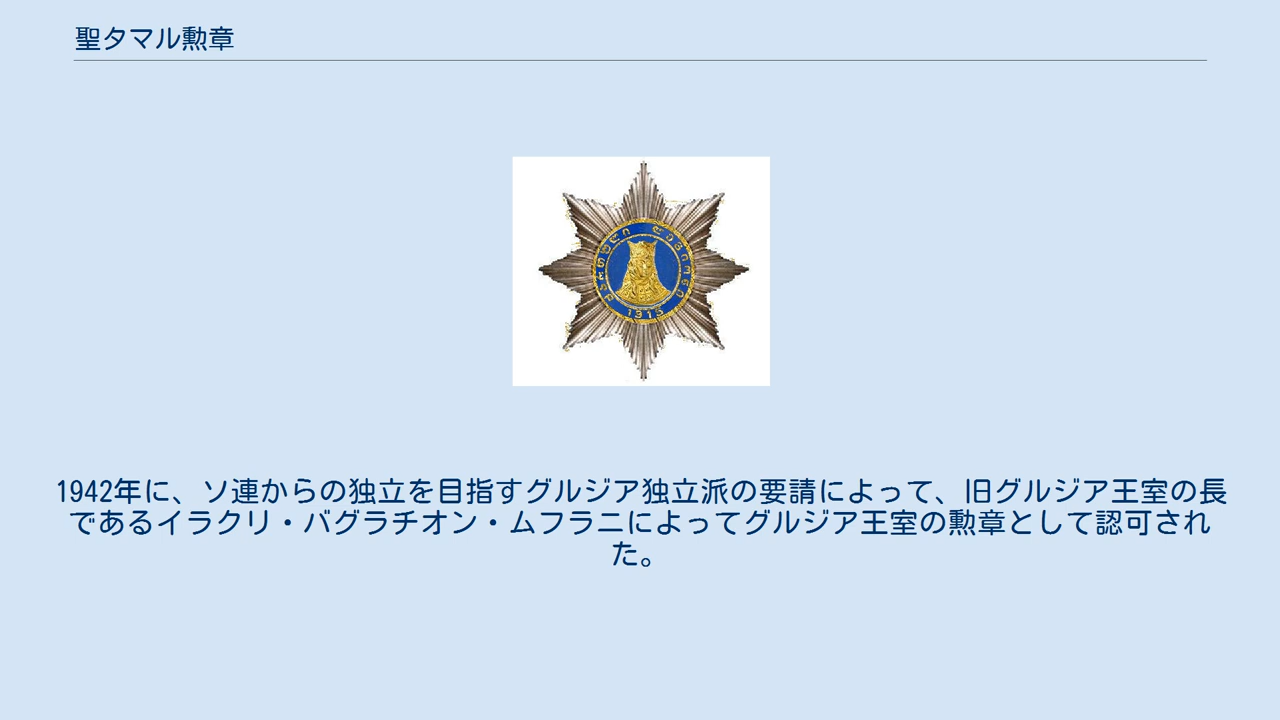 聖タマル勲章
1915
1942年に、ソ連からの独立を目指すグルジア独立派の要請によって、旧グルジア王室の長
であるイラクリ・バグラチオン・ムフラニによってグルジア王室の勲章として認可され
た。